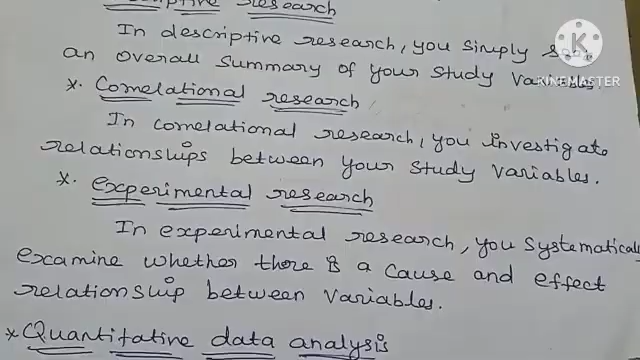 research
In descriptive research, you simply
an overall summary of your study variables.
KINEMASTER
* Correlational research
In correlational research, you investigate
relationships between your study variables.
* experimental research
In experimental research, you systematically
examine whether there is a cause and effect
relationship between variables.
* Quantitative data analysis